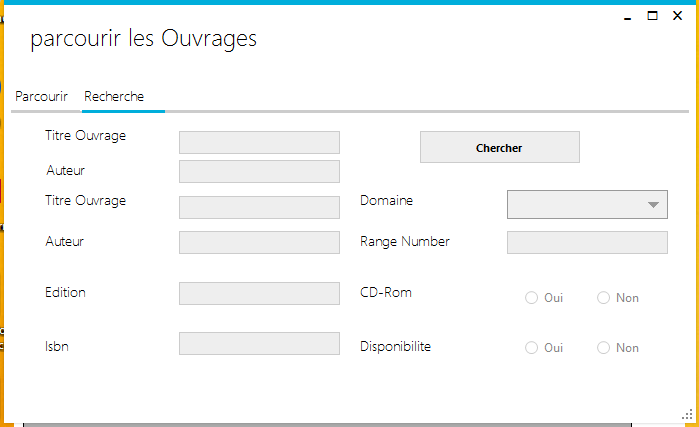 parcourir les Ouvrages
Parcourir Recherche
Titre Ouvrage
Chercher
Auteur
Titre Ouvrage Domaine
Auteur Range Number
Edition CD-Rom Oui Non
Isbn Disponibilite Oui Non